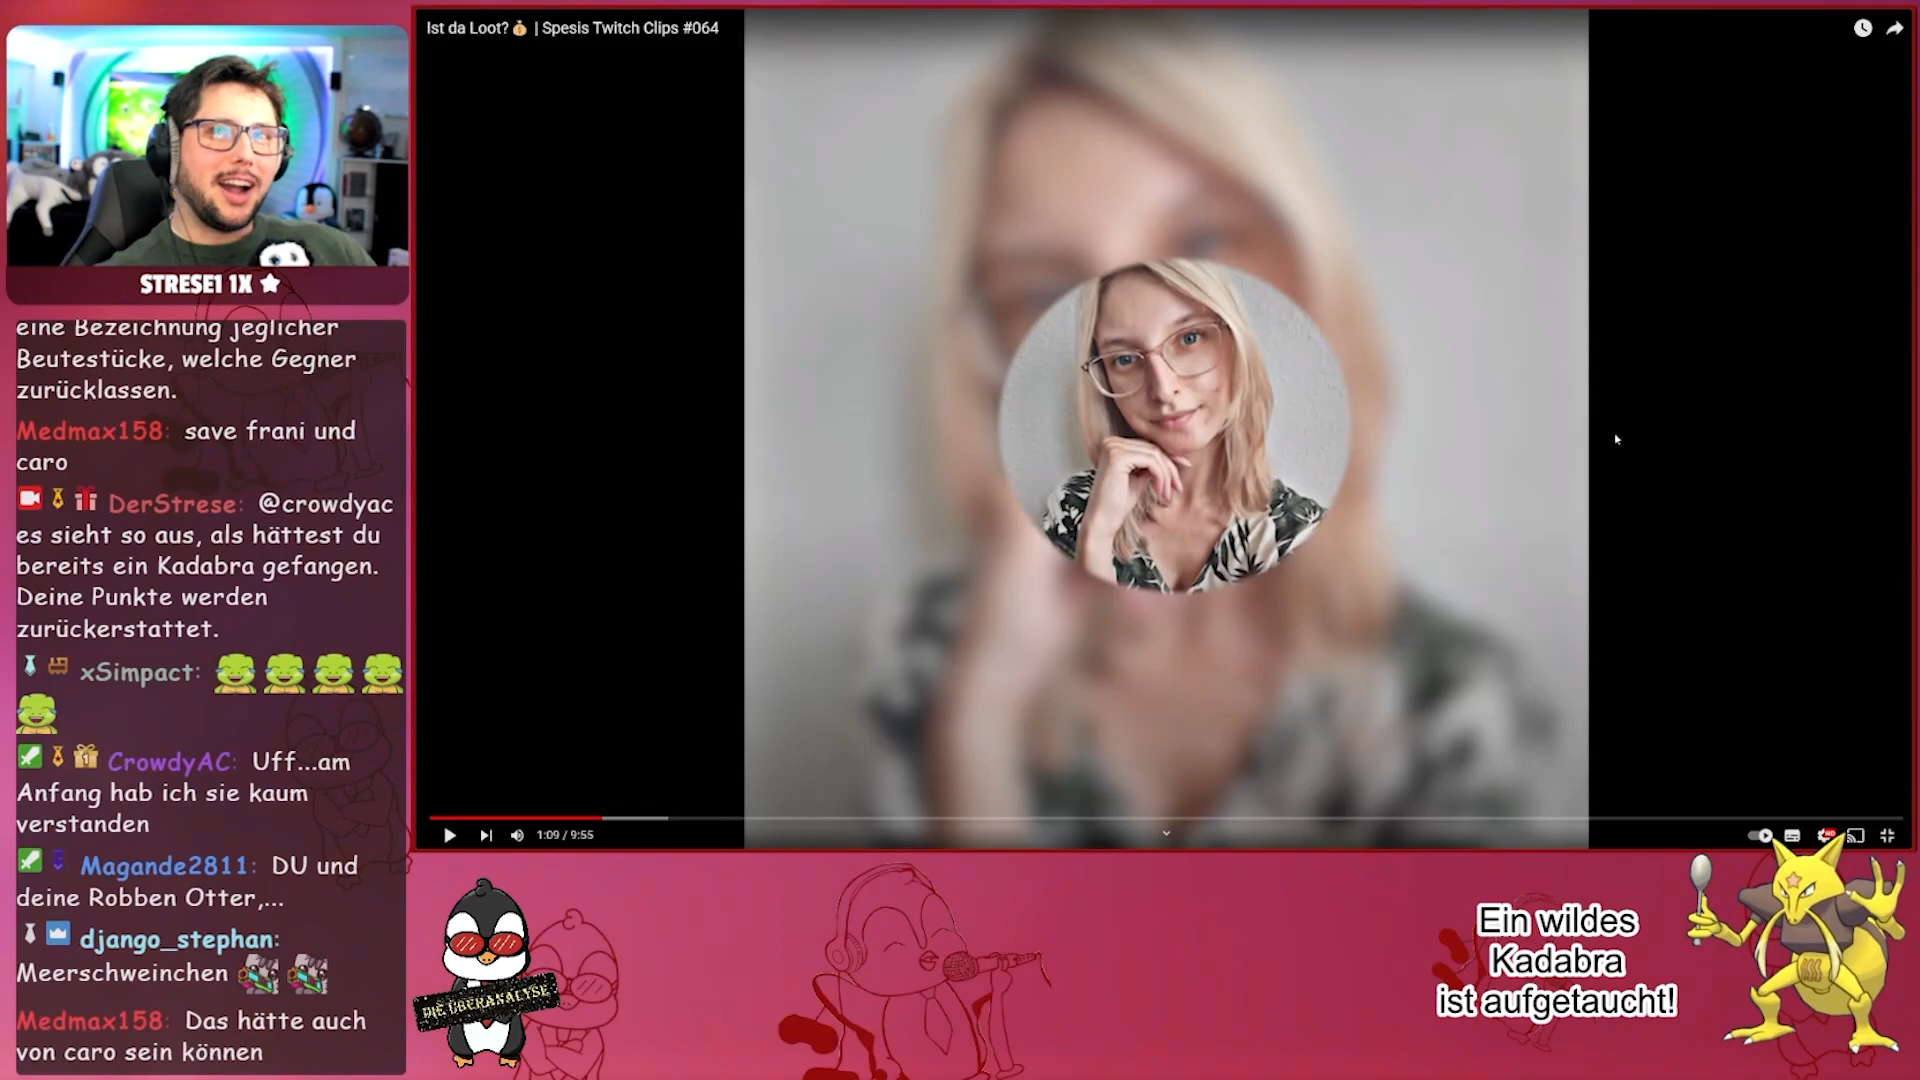 Ist da Loot?💰 | Spesis Twitch Clips #064
STRESE1 1X ★
eine Bezeichnung jeglicher
Beutestücke, welche Gegner
zurücklassen.
Medmax158: save frani und
caro
DerStrese: @crowdyac
es sieht so aus, als hättest du
bereits ein Kadabra gefangen.
Deine Punkte werden
zurückerstattet.
xSimpact:
CrowdyAC: Uff...am
Anfang hab ich sie kaum
verstanden
Magande2811: DU und
deine Robben Otter,...
django_stephan:
Meerschweinchen
Medmax158: Das hätte auch
von caro sein können
1:09 / 9:55
HD
DIE ÜBERANALYSE
Ein wildes
Kadabra
ist aufgetaucht!